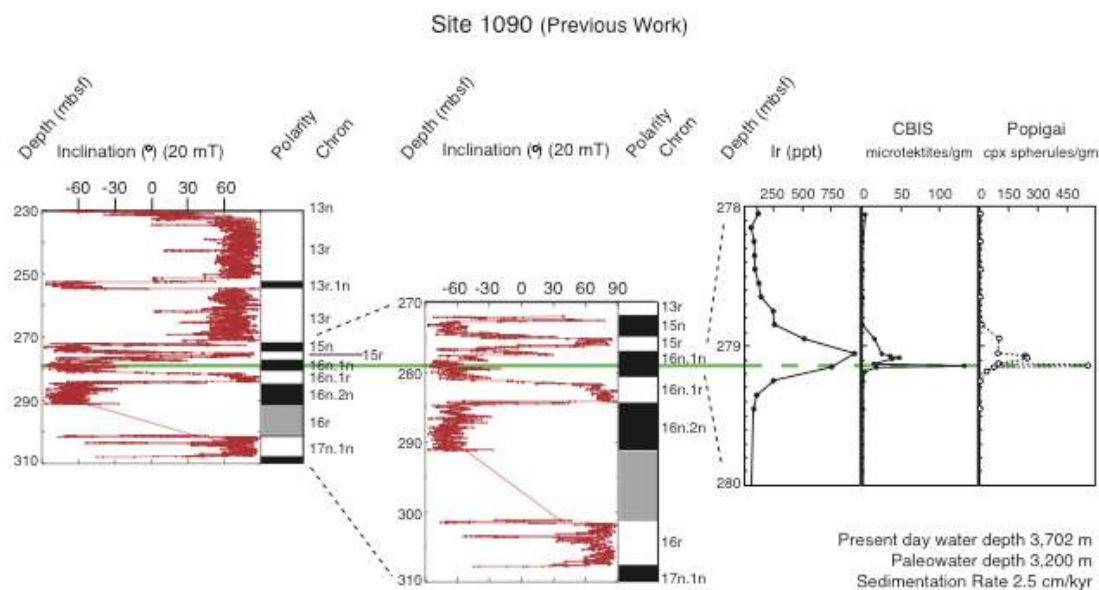 Site 1090 (Previous Work)
Depth (mbsf)
Inclination (°) (20 mT)
Polarity
Chron
-60 -30 0 30 60
230
250
270
290
310
13n
13r
13r.1n
13r
15n
15r
16n.1n
16n.1r
16n.2n
16r
17n.1n
Depth (mbsf)
Inclination (°) (20 mT)
Polarity
Chron
-60 -30 0 30 60 90
270
280
290
300
310
13r
15n
15r
16n.1n
16n.1r
16n.2n
16r
17n.1n
Depth (mbsf)
Ir (ppt)
250 500 750
CBIS
microtektites/gm
0 50 100
Popigai
cpx spherules/gm
0 100 250 450
278
279
280
Present day water depth 3,702 m
Paleowater depth 3,200 m
Sedimentation Rate 2.5 cm/kyr